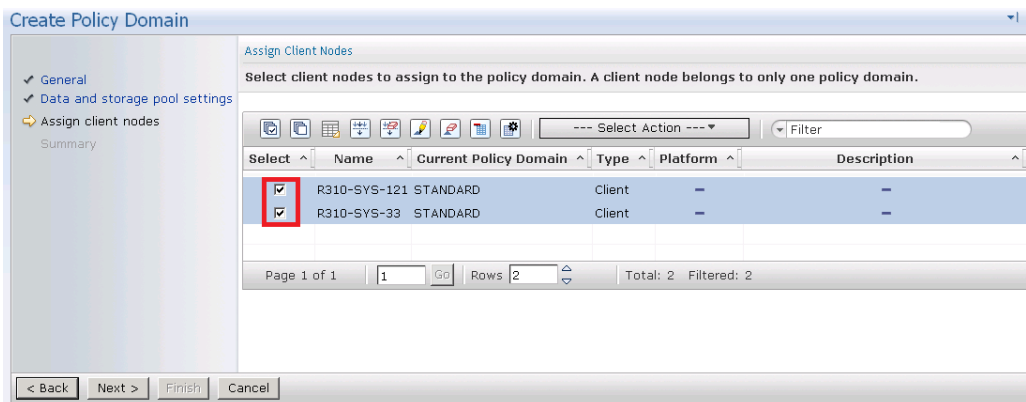 Create Policy Domain
General
Data and storage pool settings
Assign client nodes
Summary
Assign Client Nodes
Select client nodes to assign to the policy domain. A client node belongs to only one policy domain.
--- Select Action --- Filter
Select Name Current Policy Domain Type Platform Description
R310-SYS-121 STANDARD Client - -
R310-SYS-33 STANDARD Client - -
Page 1 of 1 1 Go Rows 2 Total: 2 Filtered: 2
< Back Next > Finish Cancel